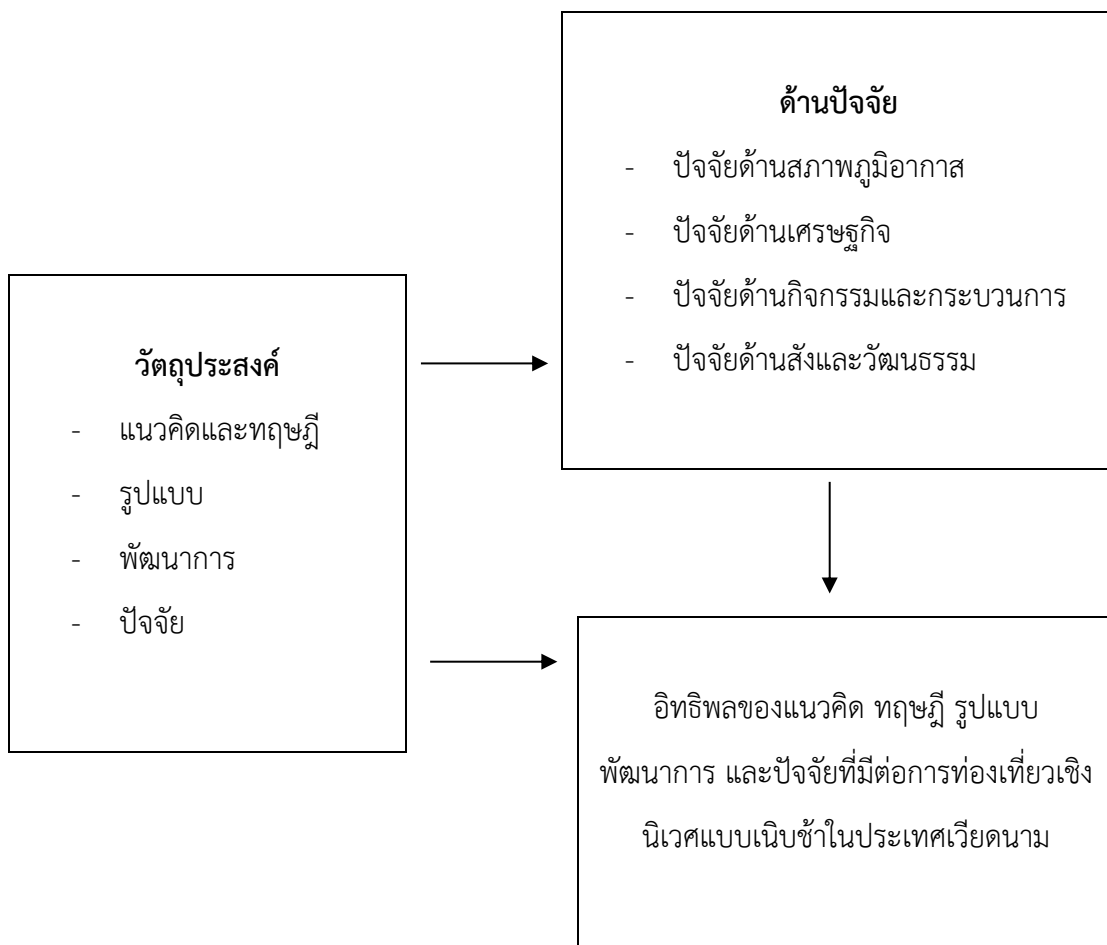 ด้านปัจจัย
- ปัจจัยด้านสภาพภูมิอากาส
- ปัจจัยด้านเศรษฐกิจ
- ปัจจัยด้านกิจกรรมและกระบวนการ
- ปัจจัยด้านสังและวัฒนธรรม
วัตถุประสงค์
- แนวคิดและทฤษฎี
- รูปแบบ
- พัฒนาการ
- ปัจจัย
อิทธิพลของแนวคิด ทฤษฎี รูปแบบ
พัฒนาการ และปัจจัยที่มีต่อการท่องเที่ยวเชิง
นิเวศแบบเนิบช้าในประเทศเวียดนาม